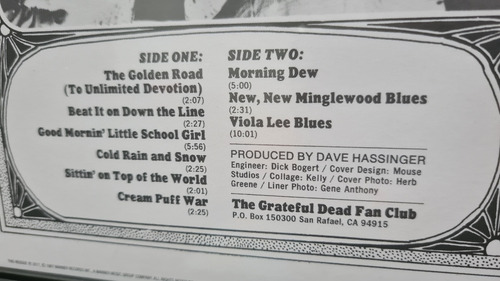 SIDE ONE:
The Golden Road
(To Unlimited Devotion)
(2:07)
Beat It on Down the Line
(2:27)
Good Mornin' Little School Girl
(5:56)
Cold Rain and Snow
(2:25)
Sittin' on Top of the World
(2:01)
Cream Puff War
(2:25)
SIDE TWO:
Morning Dew
(5:00)
New, New Minglewood Blues
(2:31)
Viola Lee Blues
(10:01)
PRODUCED BY DAVE HASSINGER
Engineer: Dick Bogert / Cover Design: Mouse
Studios / Collage: Kelly / Cover Photo: Herb
Greene / Liner Photo: Gene Anthony
The Grateful Dead Fan Club
P.O. Box 150300 San Rafael, CA 94915